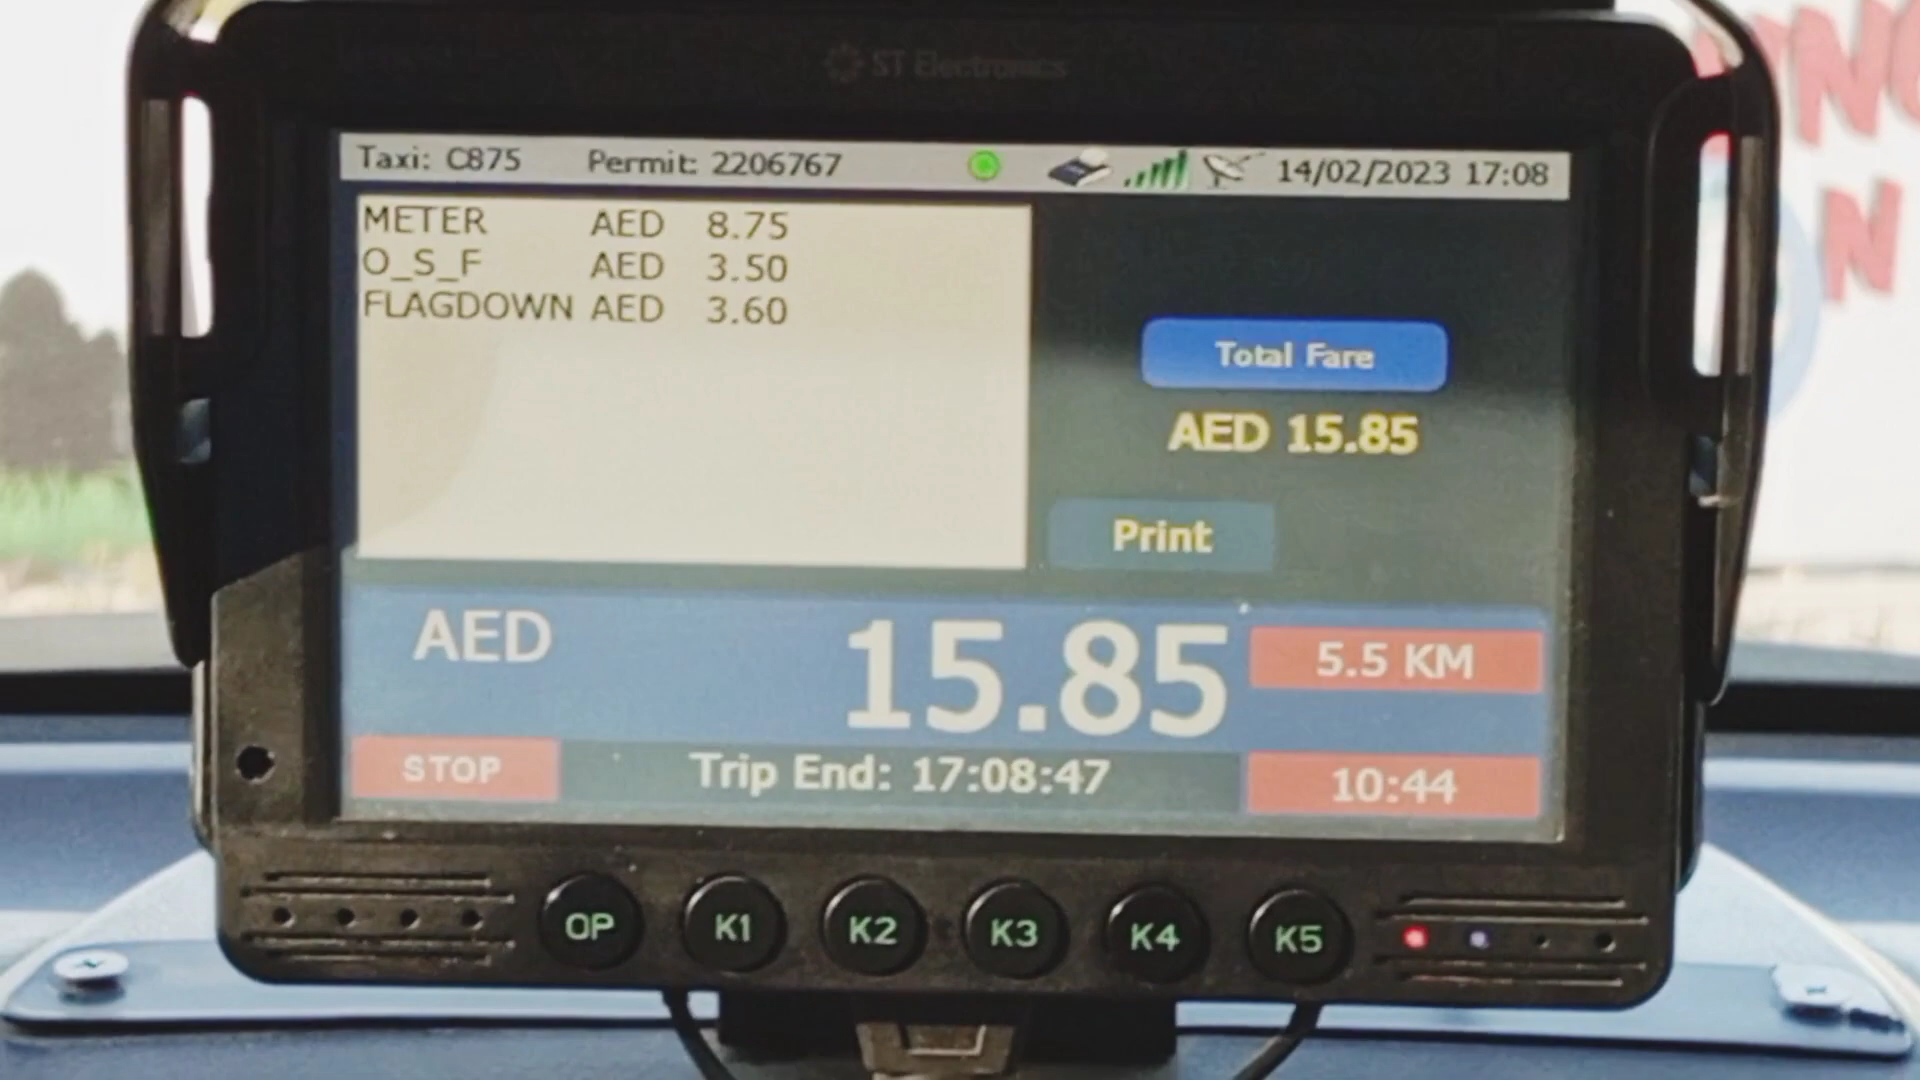 ST Electronics
Taxi: C875 Permit: 2206767 14/02/2023 17:08
METER AED 8.75
O_S_F AED 3.50
FLAGDOWN AED 3.60
Total Fare
AED 15.85
Print
AED 15.85 5.5 KM
STOP Trip End: 17:08:47 10:44
OP K1 K2 K3 K4 K5